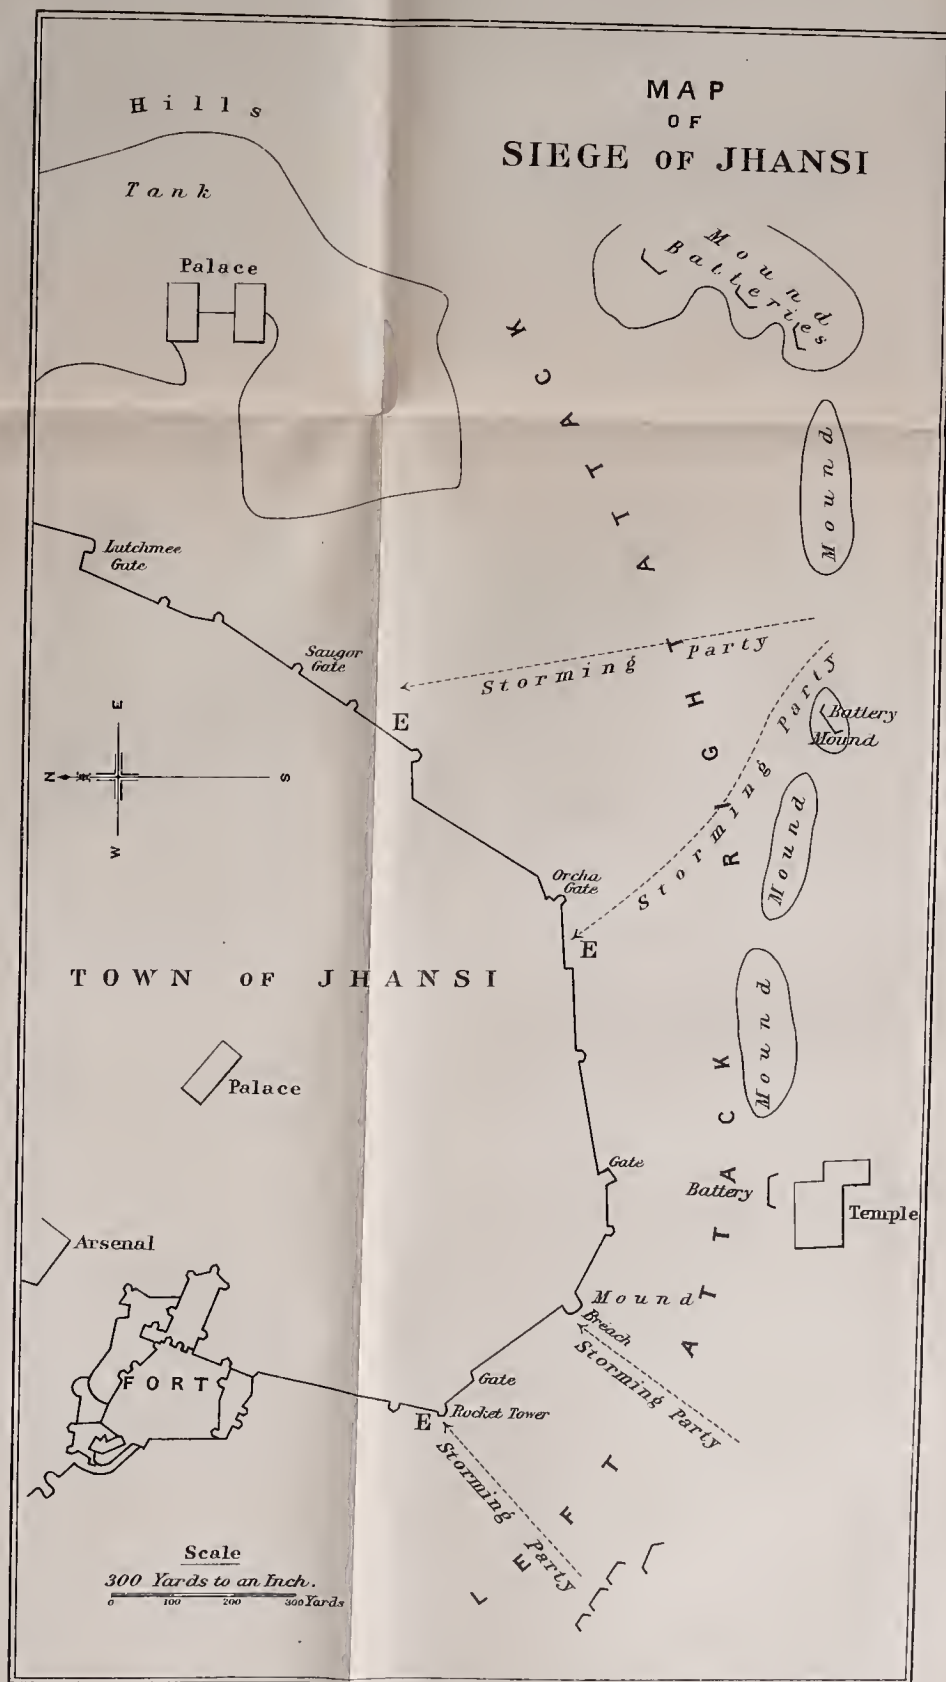 MAP
OF
SIEGE OF JHANSI
Hills
Tank
Palace
Mound
Batteries
Mound
RIGHT ATTACK
Lutchmee
Gate
Saugor
Gate
Storming Party
E
Storming Party
Battery
Mound
Mound
E
N
S
W
Orcha
Gate
E
TOWN OF JHANSI
Mound
Palace
Gate
Battery
Temple
LEFT ATTACK
Arsenal
Mound
Breach
Storming Party
Gate
FORT
E
Rocket Tower
Storming Party
Scale
300 Yards to an Inch.
0 100 200 300 Yards